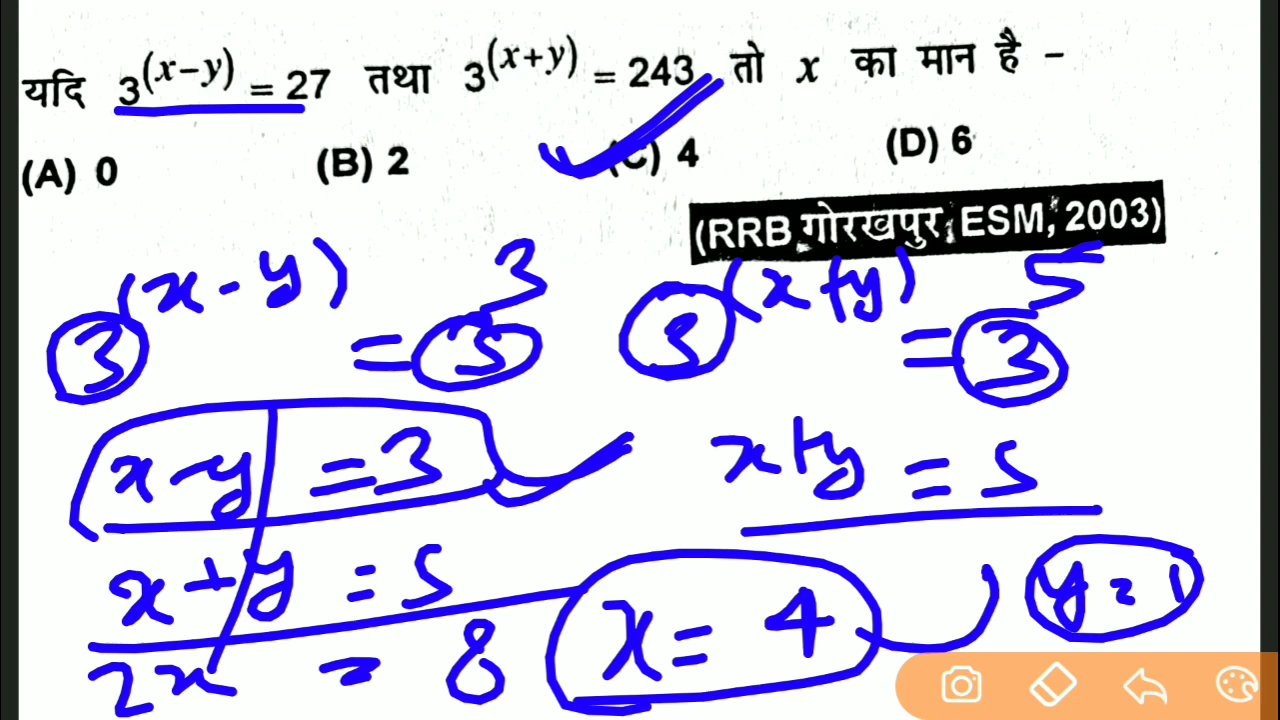 यदि 3^(x−y) = 27 तथा 3^(x+y) = 243 तो x का मान है −
(A) 0 (B) 2 (C) 4 (D) 6
(RRB गोरखपुर, ESM, 2003)
3^(x-y) = 3^3 3^(x+y) = 3^5
x-y = 3 x+y = 5
x+y = 5
2x = 8 x = 4 y = 1